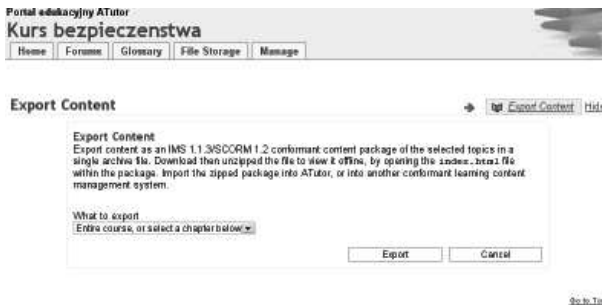 Portal edukacyjny ATutor
Kurs bezpieczenstwa
Home Forums Glossary File Storage Manage
Export Content
Export Content Hide
Export Content
Export content as an IMS 1.1.3/SCORM 1.2 conformant content package of the selected topics in a
single archive file. Download then unzipped the file to view it offline, by opening the index.html file
within the package. Import the zipped package into ATutor, or into another conformant learning content
management system.
What to export
Entire course, or select a chapter below
Export Cancel
Go to To